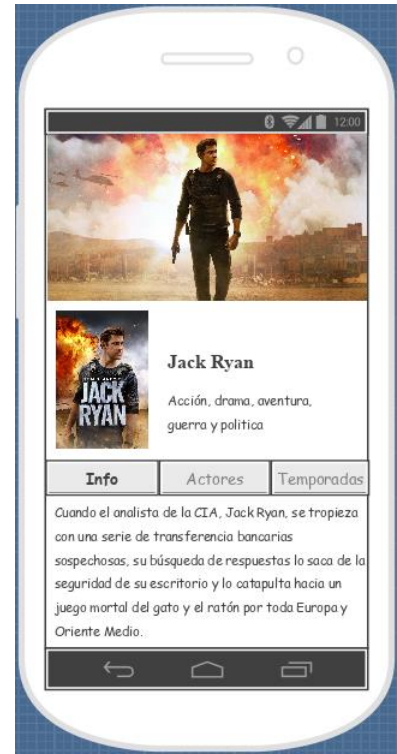 12:00
JACK
RYAN
Jack Ryan
Acción, drama, aventura,
guerra y politica
Info
Actores
Temporadas
Cuando el analista de la CIA, Jack Ryan, se tropieza
con una serie de transferencia bancarias
sospechosas, su búsqueda de respuestas lo saca de la
seguridad de su escritorio y lo catapulta hacia un
juego mortal del gato y el ratón por toda Europa y
Oriente Medio.